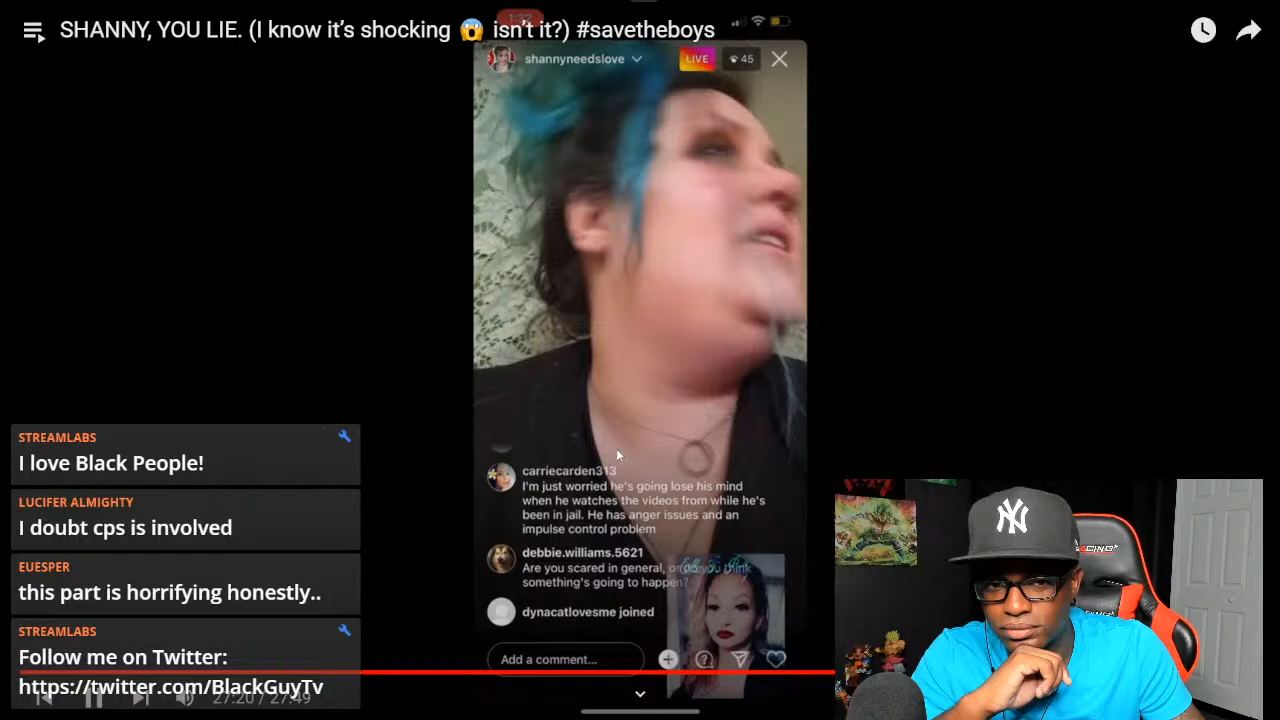 1:32
SHANNY, YOU LIE. (I know it’s shocking 😱 isn't it?) #savetheboys
shannyneedslove
LIVE
45
STREAMLABS
I love Black People!
LUCIFER ALMIGHTY
I doubt cps is involved
EUESPER
this part is horrifying honestly..
STREAMLABS
Follow me on Twitter:
https://twitter.com/BlackGuyTv
27:20 / 27:49
carriecarden313
I'm just worried he's going lose his mind
when he watches the videos from while he's
been in jail. He has anger issues and an
impulse control problem
debbie.williams.5621
Are you scared in general, or do you think
something's going to happen?
dynacatlovesme joined
Add a comment...
NY